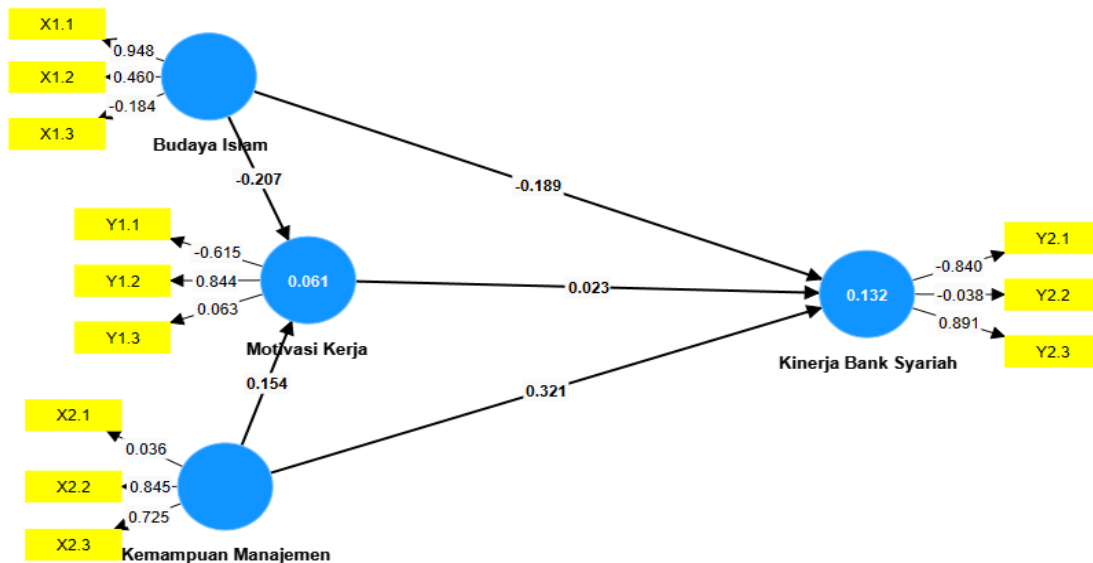 X1.1
0.948
X1.2
0.460
-0.184
X1.3
Budaya Islam
-0.207
-0.189
Y1.1
-0.615
Y1.2
0.844
0.063
Y1.3
0.061
Motivasi Kerja
0.023
0.154
0.321
0.132
Kinerja Bank Syariah
-0.840
Y2.1
-0.038
Y2.2
0.891
Y2.3
X2.1
0.036
X2.2
0.845
0.725
X2.3
Kemampuan Manajemen